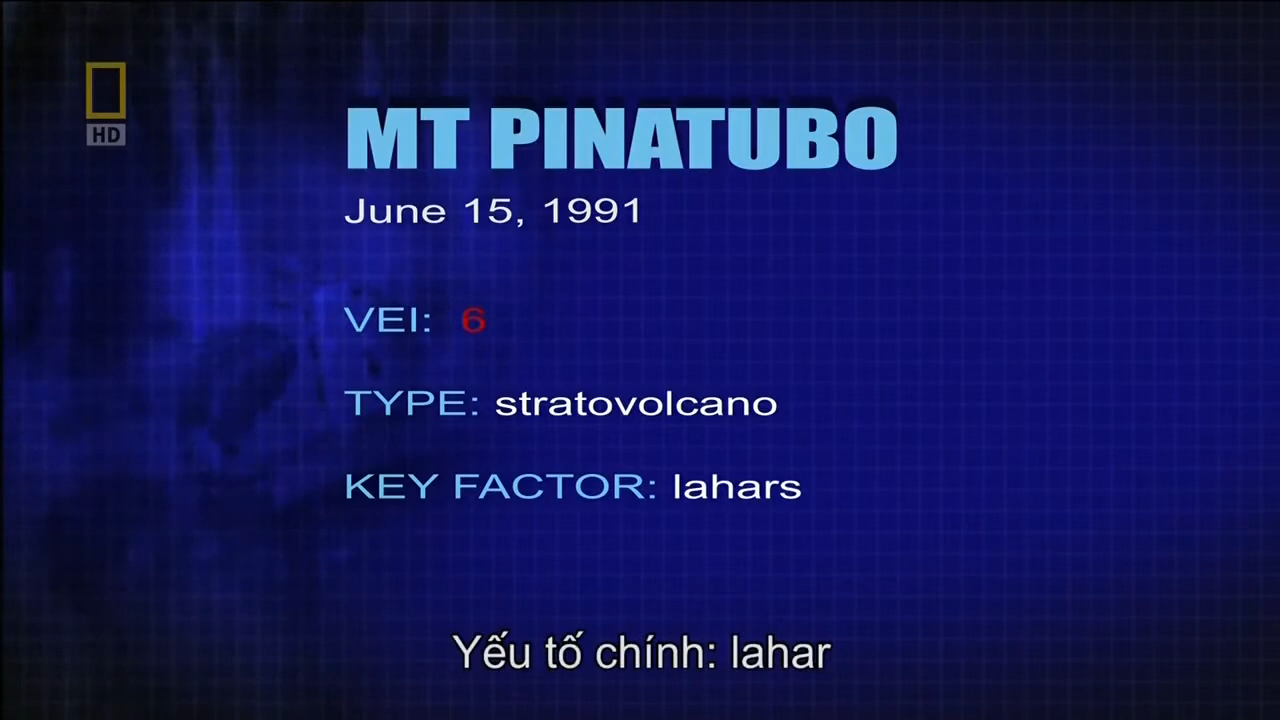 HD
MT PINATUBO
June 15, 1991
VEI: 6
TYPE: stratovolcano
KEY FACTOR: lahars
Yếu tố chính: lahar